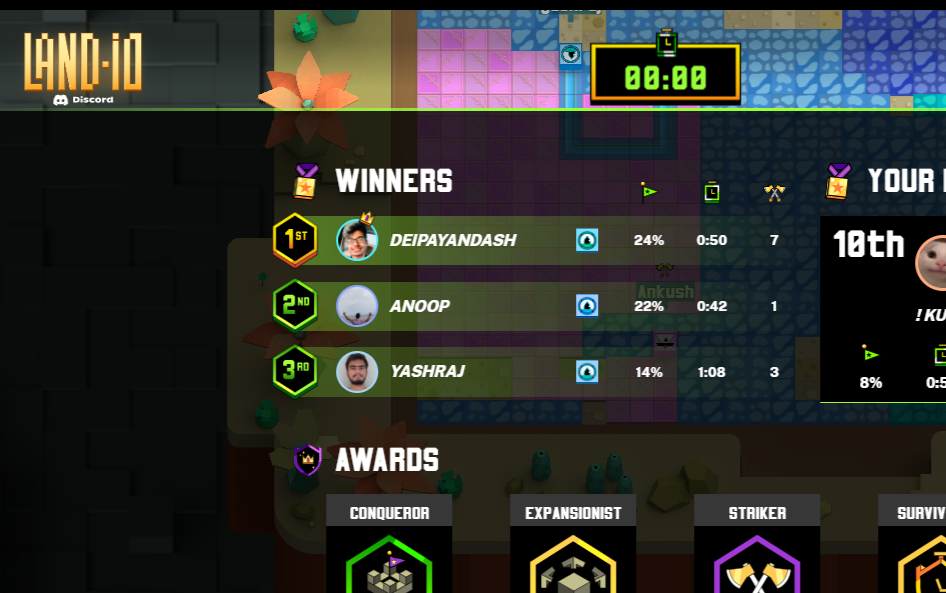 LAND·iO
Discord
00:00
WINNERS
YOUR
1ST DEIPAYANDASH 24% 0:50 7
10th
Ankush
2ND ANOOP 22% 0:42 1
! KU
3RD YASHRAJ 14% 1:08 3
8% 0:5
AWARDS
CONQUEROR EXPANSIONIST STRIKER SURVIV